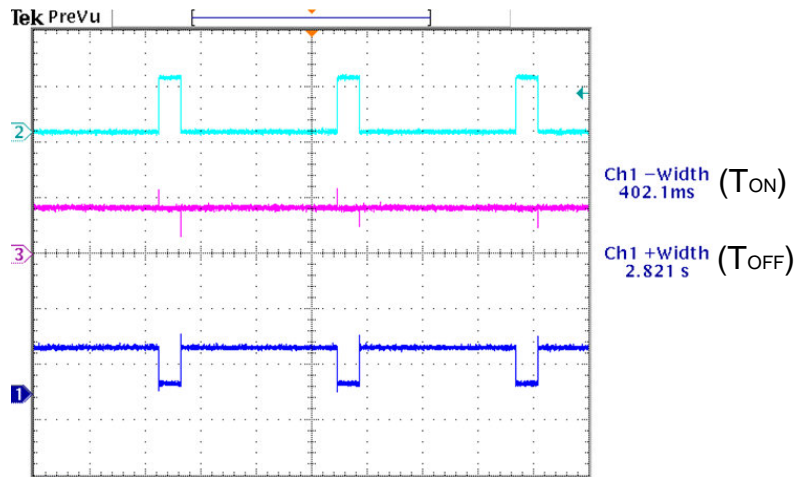 Tek PreVu
2
Ch1 −Width (TON)
402.1ms
3
Ch1 +Width (TOFF)
2.821 s
1